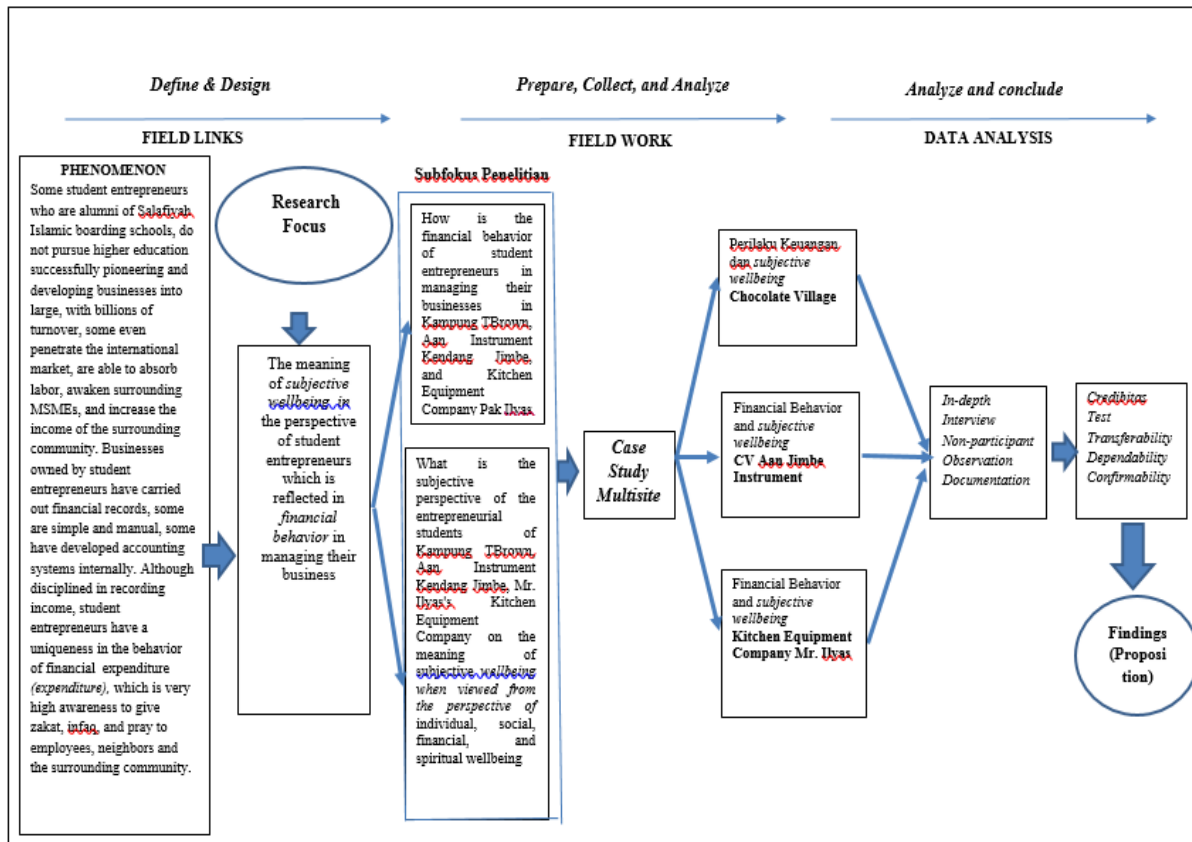 Define & Design
Prepare, Collect, and Analyze
Analyze and conclude
FIELD LINKS
FIELD WORK
DATA ANALYSIS
PHENOMENON
Some student entrepreneurs
who are alumni of Salafiyah
Islamic boarding schools, do
not pursue higher education
successfully pioneering and
developing businesses into
large, with billions of
turnover, some even
penetrate the international
market, are able to absorb
labor, awaken surrounding
MSMEs, and increase the
income of the surrounding
community. Businesses
owned by student
entrepreneurs have carried
out financial records, some
are simple and manual, some
have developed accounting
systems internally. Although
disciplined in recording
income, student
entrepreneurs have a
uniqueness in the behavior
of financial expenditure
(expenditure), which is very
high awareness to give
zakat, infaq, and pray to
employees, neighbors and
the surrounding community.
Research
Focus
The meaning
of subjective
wellbeing in
the perspective
of student
entrepreneurs
which is
reflected in
financial
behavior in
managing their
business
Subfokus Penelitian
How is the
financial behavior
of student
entrepreneurs in
managing their
businesses in
Kampung TBrown,
Aan Instrument
Kendang Jimbe,
and Kitchen
Equipment
Company Pak Ilyas
What is the
subjective
perspective of the
entrepreneurial
students of
Kampung TBrown,
Aan Instrument
Kendang Jimbe, Mr.
Ilyas's Kitchen
Equipment
Company on the
meaning of
subjective wellbeing
when viewed from
the perspective of
individual, social,
financial, and
spiritual wellbeing
Case
Study
Multisite
Perilaku Keuangan
dan subjective
wellbeing
Chocolate Village
Financial Behavior
and subjective
wellbeing
CV Aan Jimbe
Instrument
Financial Behavior
and subjective
wellbeing
Kitchen Equipment
Company Mr. Ilyas
In-depth
Interview
Non-participant
Observation
Documentation
Credibitas
Test
Transferability
Dependability
Confirmability
Findings
(Proposi
tion)